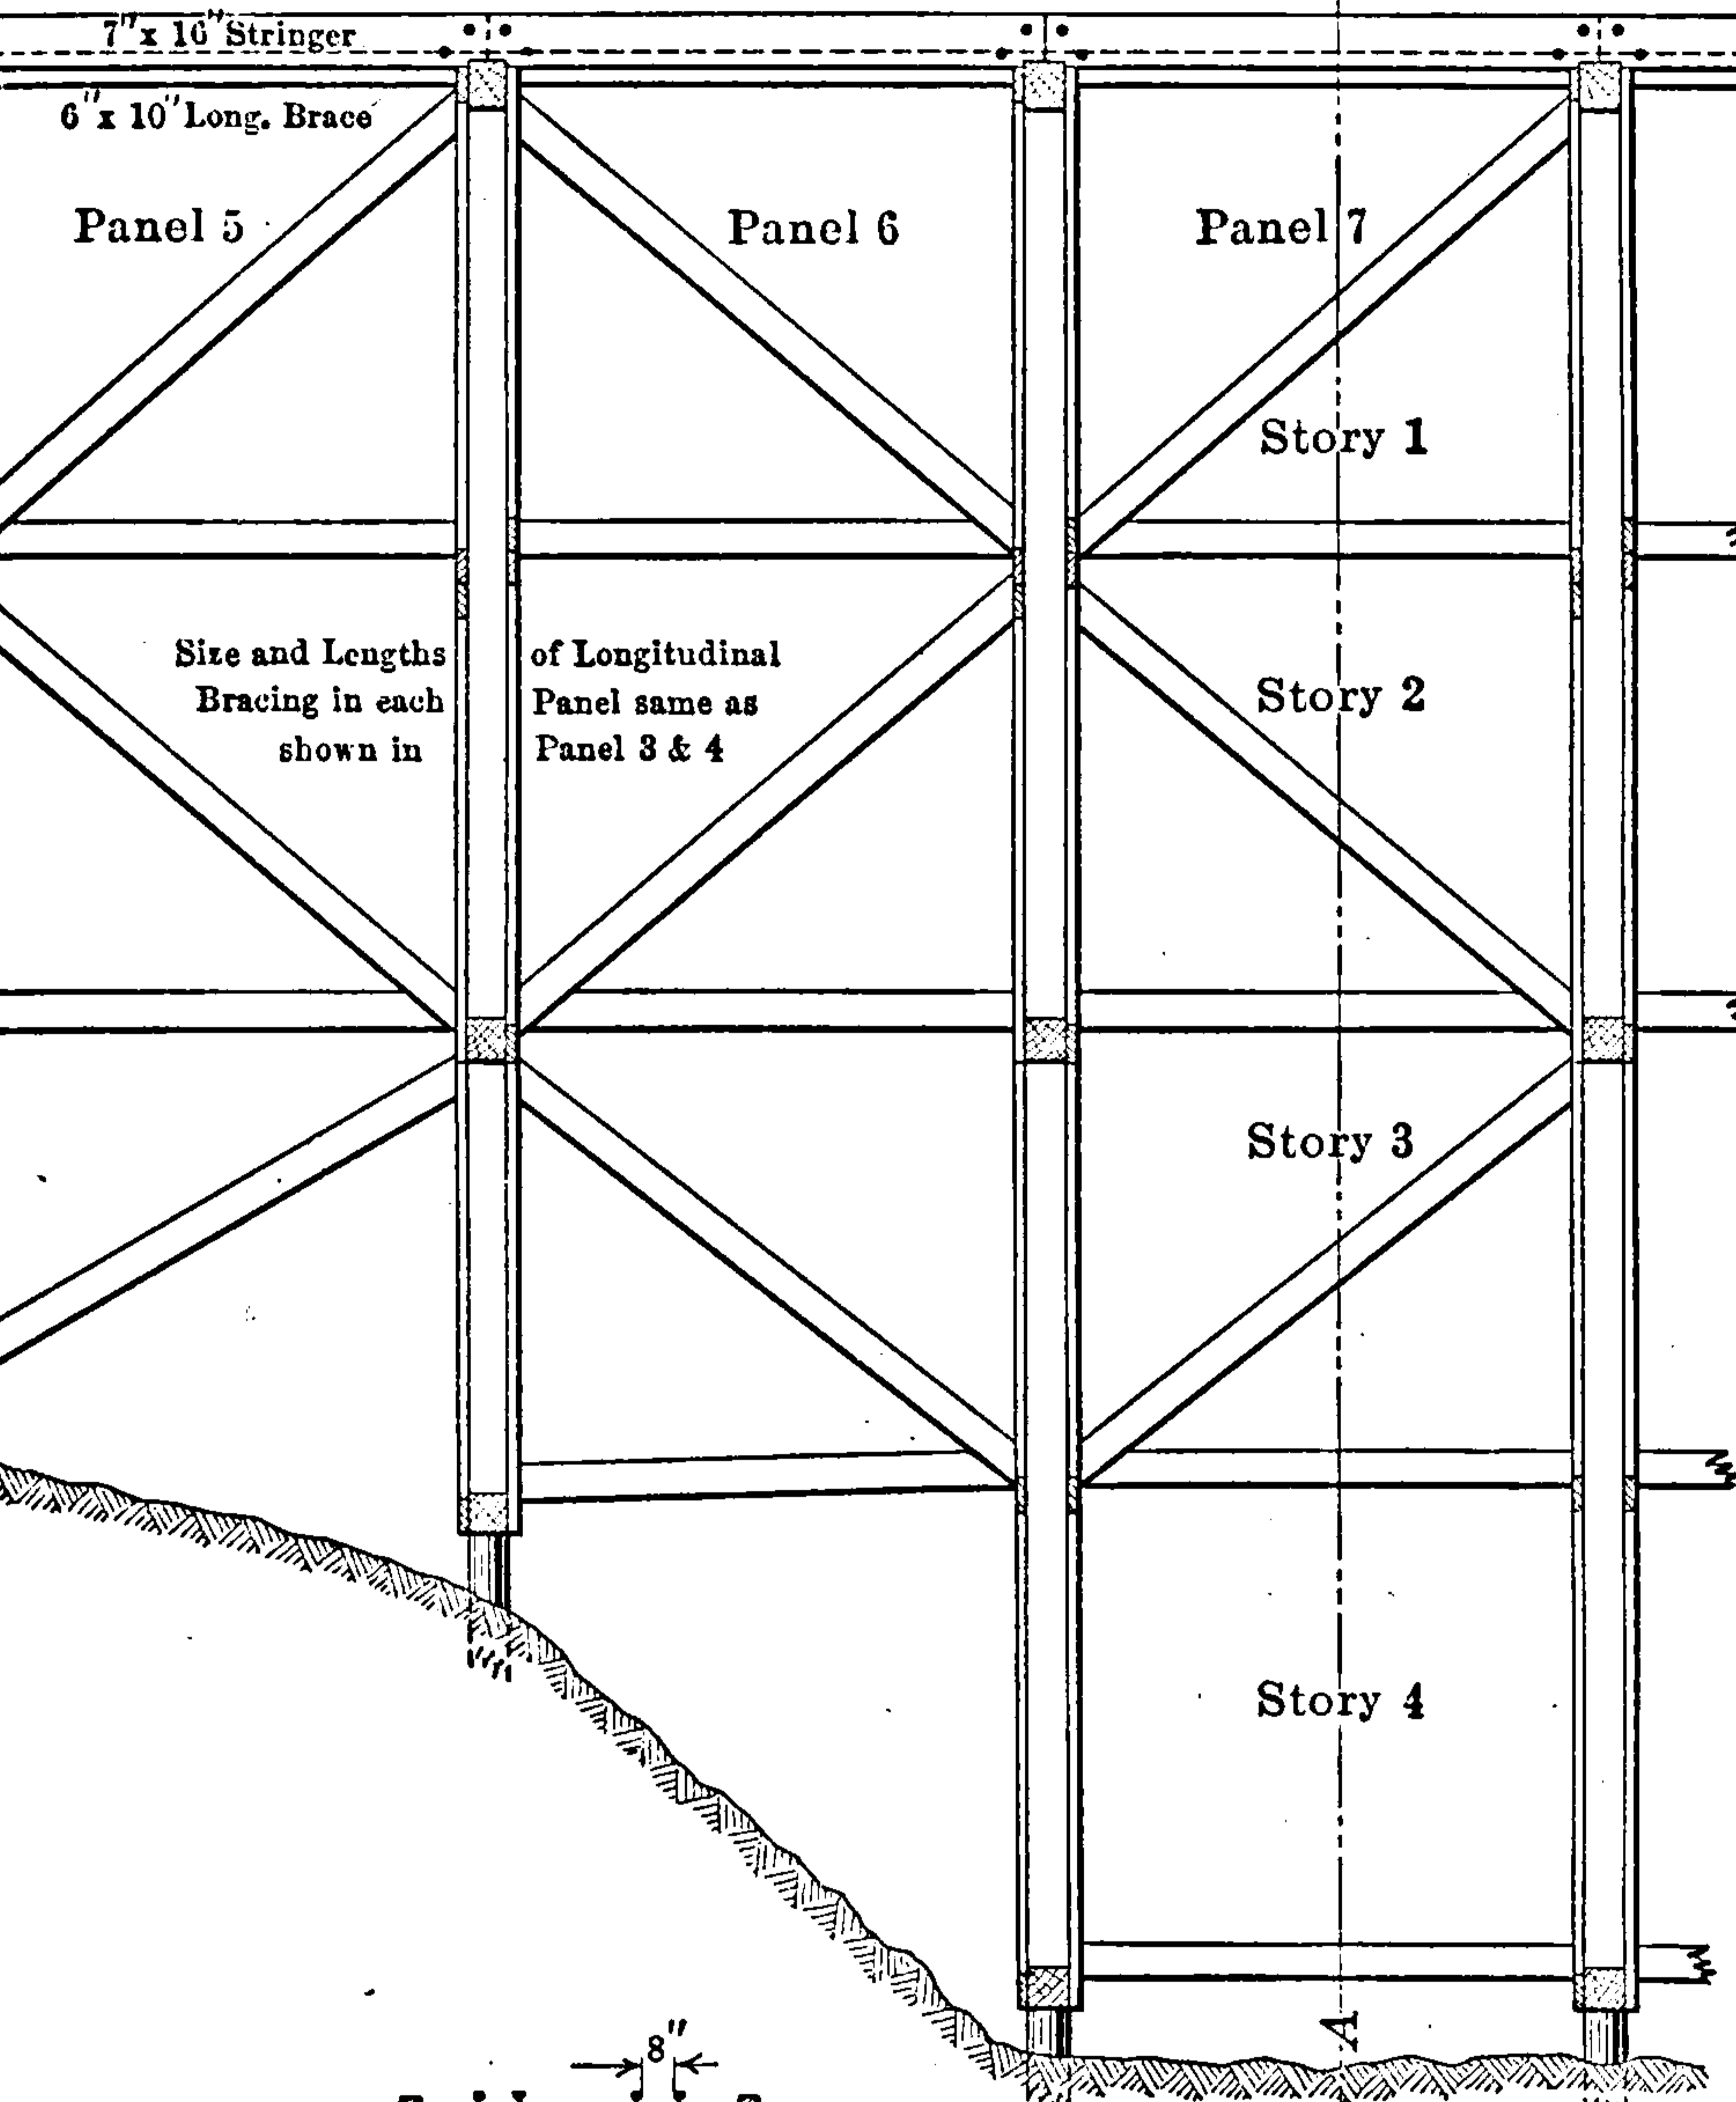 7" x 16" Stringer
6" x 10" Long. Brace
Panel 5
Panel 6
Panel 7
Story 1
Size and Lengths of Longitudinal
Bracing in each Panel same as
shown in Panel 3 & 4
Story 2
Story 3
Story 4
A
8"